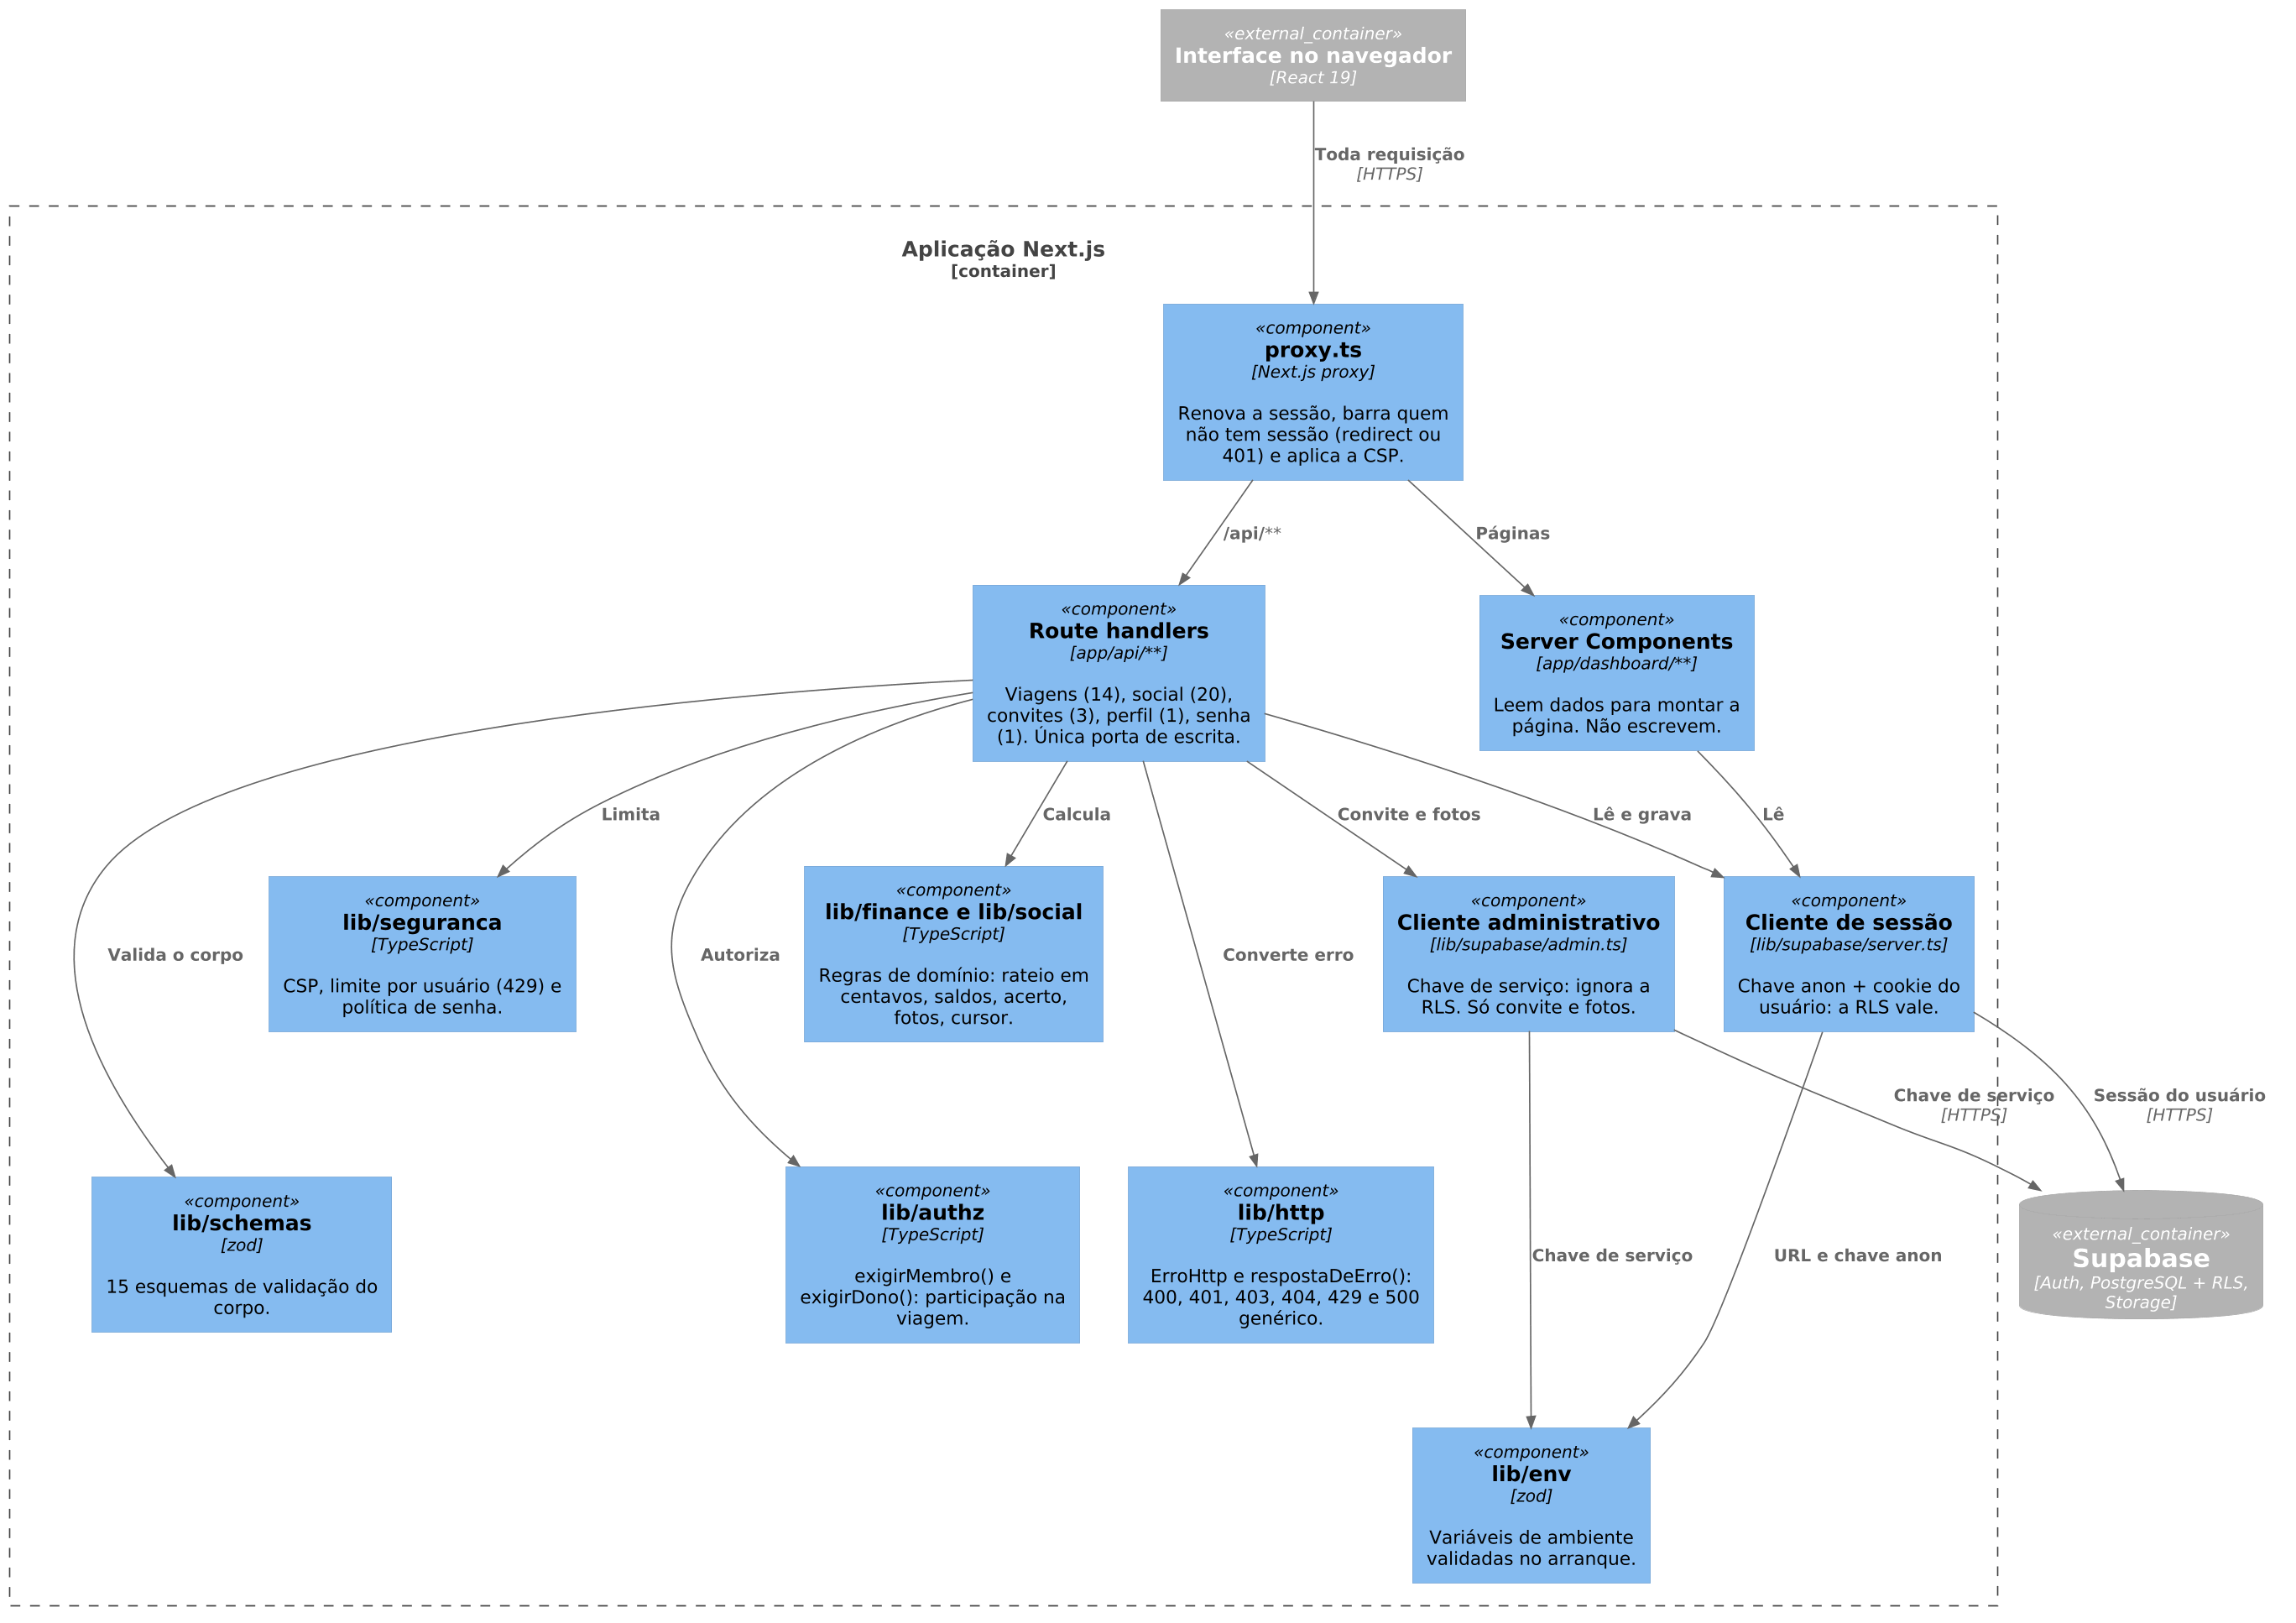 «external_container»
Interface no navegador
[React 19]
Toda requisição
[HTTPS]
Aplicação Next.js
[container]
«component»
proxy.ts
[Next.js proxy]
Renova a sessão, barra quem
não tem sessão (redirect ou
401) e aplica a CSP.
/api/**
Páginas
«component»
Route handlers
[app/api/**]
Viagens (14), social (20),
convites (3), perfil (1), senha
(1). Única porta de escrita.
«component»
Server Components
[app/dashboard/**]
Leem dados para montar a
página. Não escrevem.
Limita
Calcula
Convite e fotos
Lê e grava
Lê
«component»
lib/seguranca
[TypeScript]
CSP, limite por usuário (429) e
política de senha.
«component»
lib/finance e lib/social
[TypeScript]
Regras de domínio: rateio em
centavos, saldos, acerto,
fotos, cursor.
«component»
Cliente administrativo
[lib/supabase/admin.ts]
Chave de serviço: ignora a
RLS. Só convite e fotos.
«component»
Cliente de sessão
[lib/supabase/server.ts]
Chave anon + cookie do
usuário: a RLS vale.
Valida o corpo
Autoriza
Converte erro
Chave de serviço
[HTTPS]
Sessão do usuário
[HTTPS]
«component»
lib/schemas
[zod]
15 esquemas de validação do
corpo.
«component»
lib/authz
[TypeScript]
exigirMembro() e
exigirDono(): participação na
viagem.
«component»
lib/http
[TypeScript]
ErroHttp e respostaDeErro():
400, 401, 403, 404, 429 e 500
genérico.
Chave de serviço
URL e chave anon
«external_container»
Supabase
[Auth, PostgreSQL + RLS,
Storage]
«component»
lib/env
[zod]
Variáveis de ambiente
validadas no arranque.